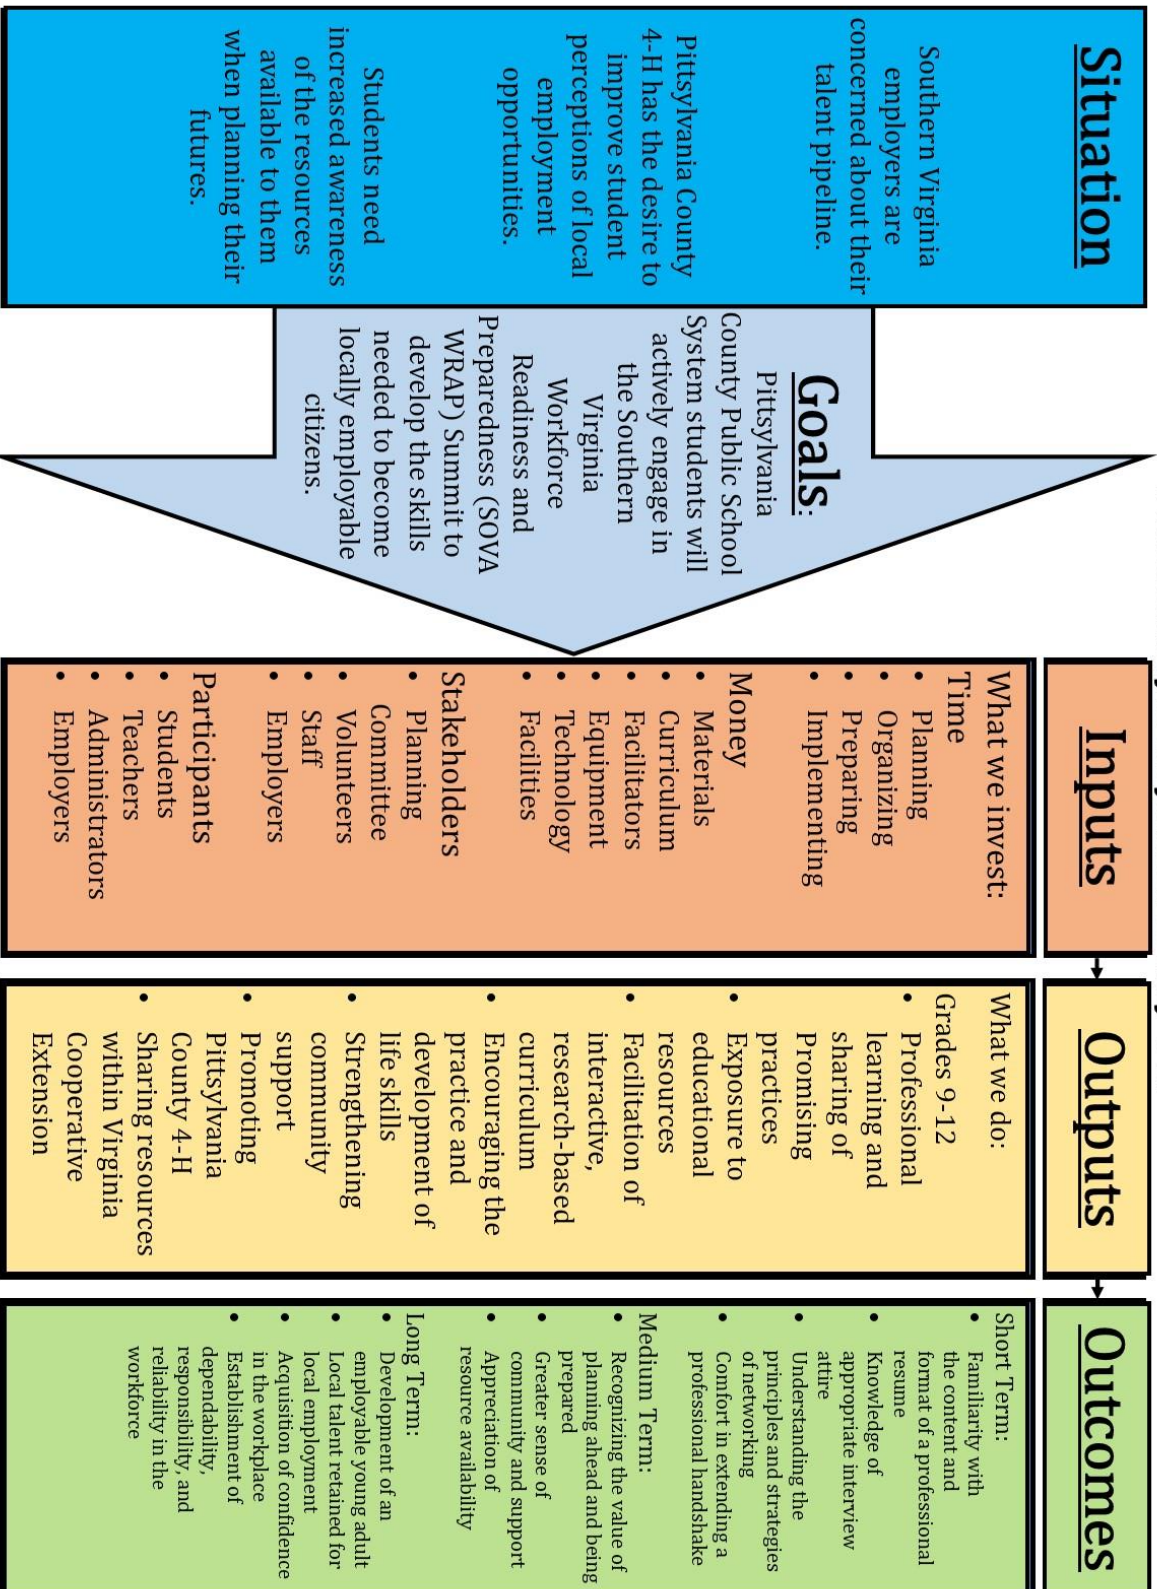 Situation
Southern Virginia
employers are
concerned about their
talent pipeline.
Pittsylvania County
4-H has the desire to
improve student
perceptions of local
employment
opportunities.
Students need
increased awareness
of the resources
available to them
when planning their
futures.
Goals:
Pittsylvania
County Public School
System students will
actively engage in
the Southern
Virginia
Workforce
Readiness and
Preparedness (SOVA
WRAP) Summit to
develop the skills
needed to become
locally employable
citizens.
Inputs
What we invest:
Time
• Planning
• Organizing
• Preparing
• Implementing
Money
• Materials
• Curriculum
• Facilitators
• Equipment
• Technology
• Facilities
Stakeholders
• Planning
Committee
• Volunteers
• Staff
• Employers
Participants
• Students
• Teachers
• Administrators
• Employers
Outputs
What we do:
Grades 9-12
• Professional
learning and
sharing of
Promising
practices
• Exposure to
educational
resources
• Facilitation of
interactive,
research-based
curriculum
• Encouraging the
practice and
development of
life skills
• Strengthening
community
support
• Promoting
Pittsylvania
County 4-H
• Sharing resources
within Virginia
Cooperative
Extension
Outcomes
Short Term:
• Familiarity with
the content and
format of a professional
resume
• Knowledge of
appropriate interview
attire
• Understanding the
principles and strategies
of networking
• Comfort in extending a
professional handshake
Medium Term:
• Recognizing the value of
planning ahead and being
prepared
• Greater sense of
community and support
• Appreciation of
resource availability
Long Term:
• Development of an
employable young adult
• Local talent retained for
local employment
• Acquisition of confidence
in the workplace
• Establishment of
dependability,
responsibility, and
reliability in the
workforce